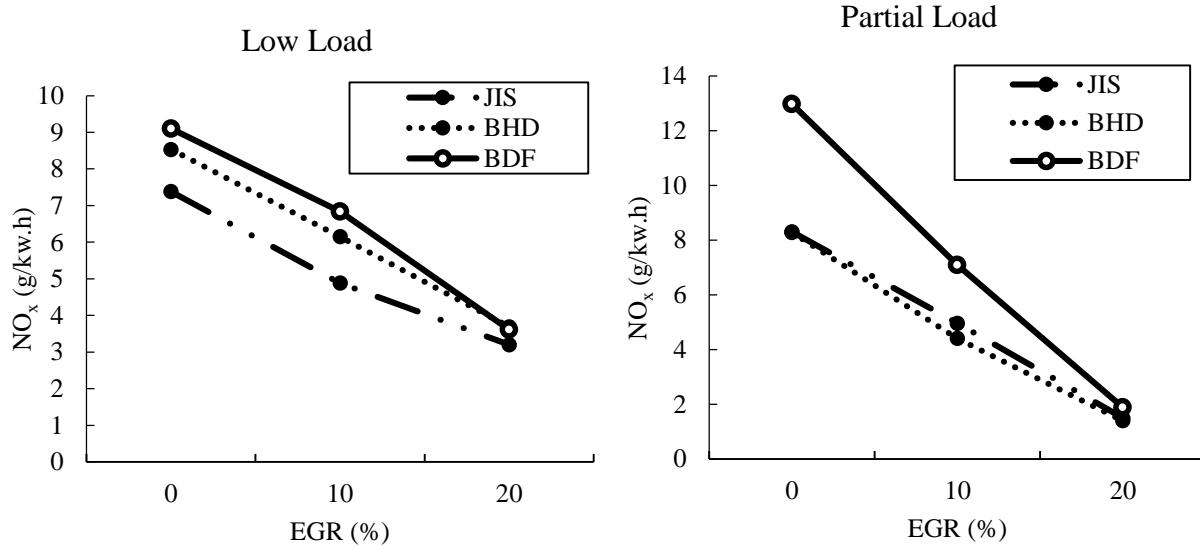 Low Load
JIS
BHD
BDF
10
9
8
7
6
5
4
3
2
1
0
NOₓ (g/kw.h)
0 10 20
EGR (%)
Partial Load
JIS
BHD
BDF
14
12
10
8
6
4
2
0
NOₓ (g/kw.h)
0 10 20
EGR (%)